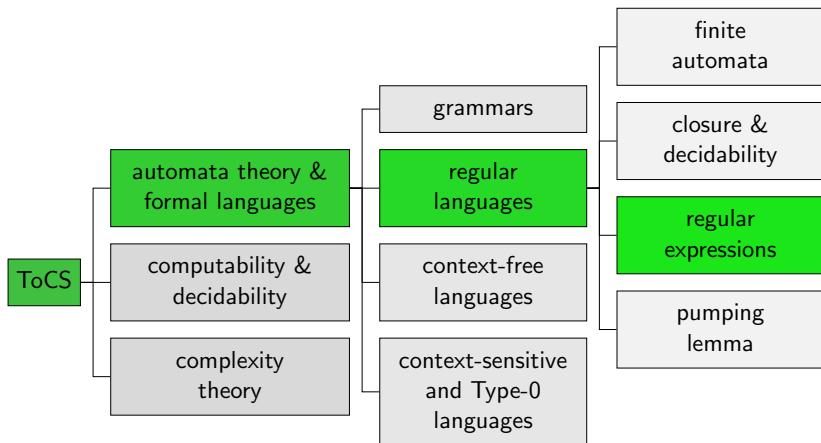 ToCS
automata theory &
formal languages
computability &
decidability
complexity
theory
grammars
regular
languages
context-free
languages
context-sensitive
and Type-0
languages
finite
automata
closure &
decidability
regular
expressions
pumping
lemma